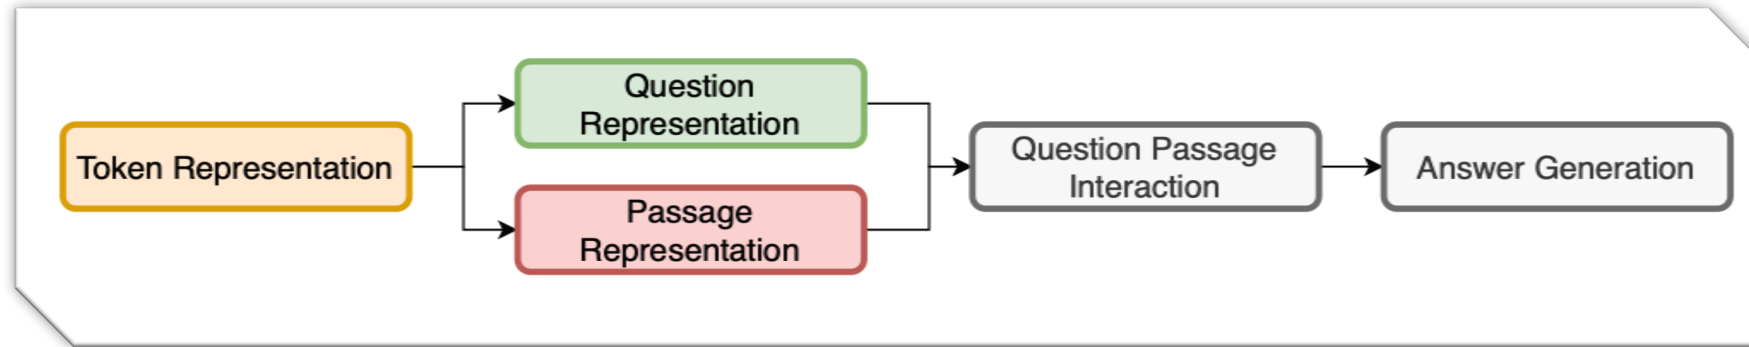 Token Representation
Question
Representation
Passage
Representation
Question Passage
Interaction
Answer Generation